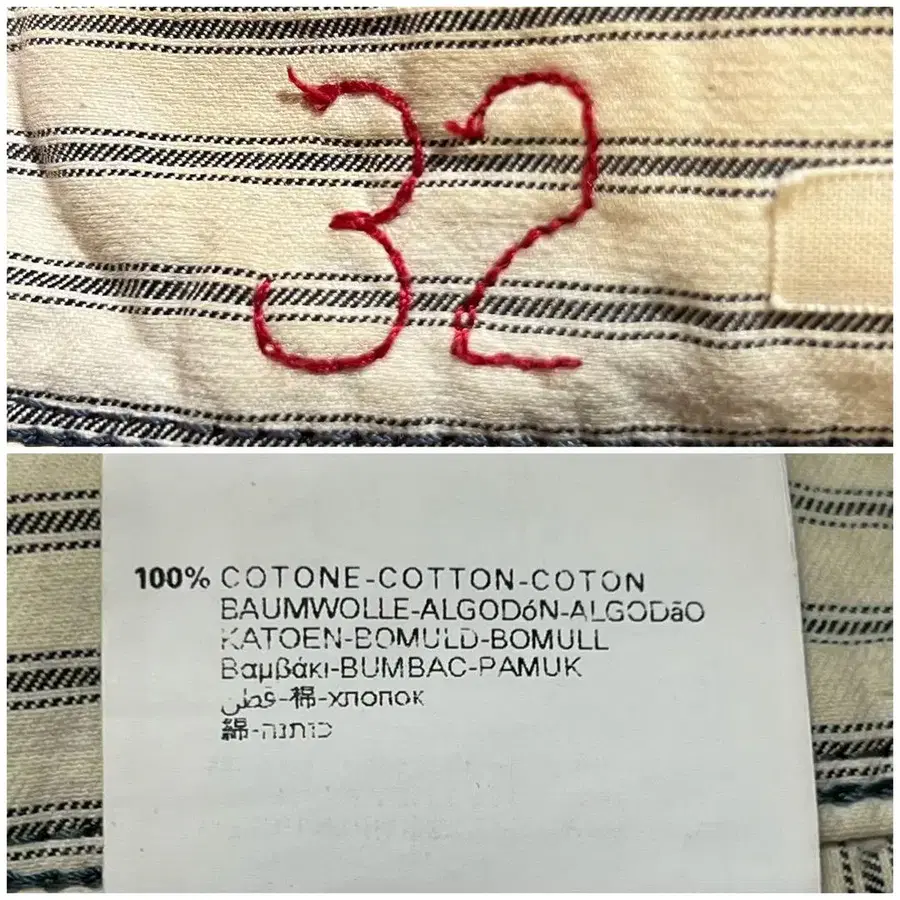 32
100% COTONE-COTTON-COTON
BAUMWOLLE-ALGODóN-ALGODãO
KATOEN-BOMULD-BOMULL
Βαμβάκι-BUMBAC-PAMUK
قطن-棉-хлопок
綿-כותנה